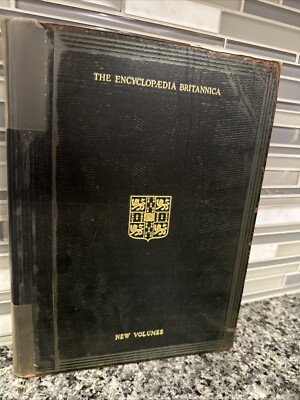 THE ENCYCLOPÆDIA BRITANNICA
NEW VOLUMES